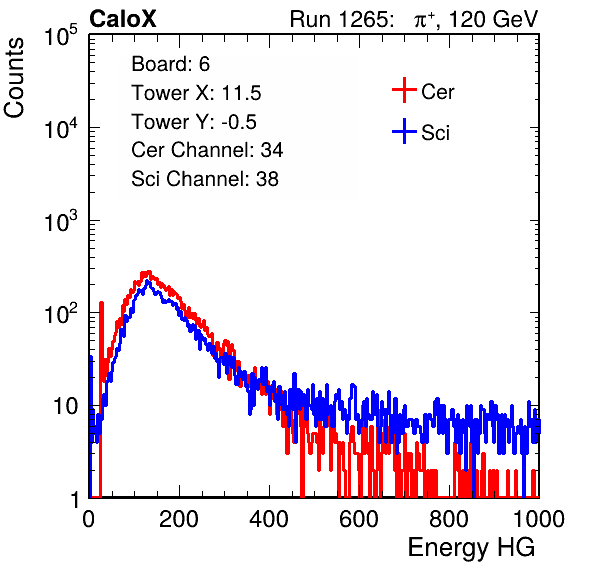 CaloX Run 1265: π⁺, 120 GeV
Board: 6
Tower X: 11.5
Tower Y: -0.5
Cer Channel: 34
Sci Channel: 38
Cer
Sci
Counts
10⁵
10⁴
10³
10²
10
1
0 200 400 600 800 1000
Energy HG